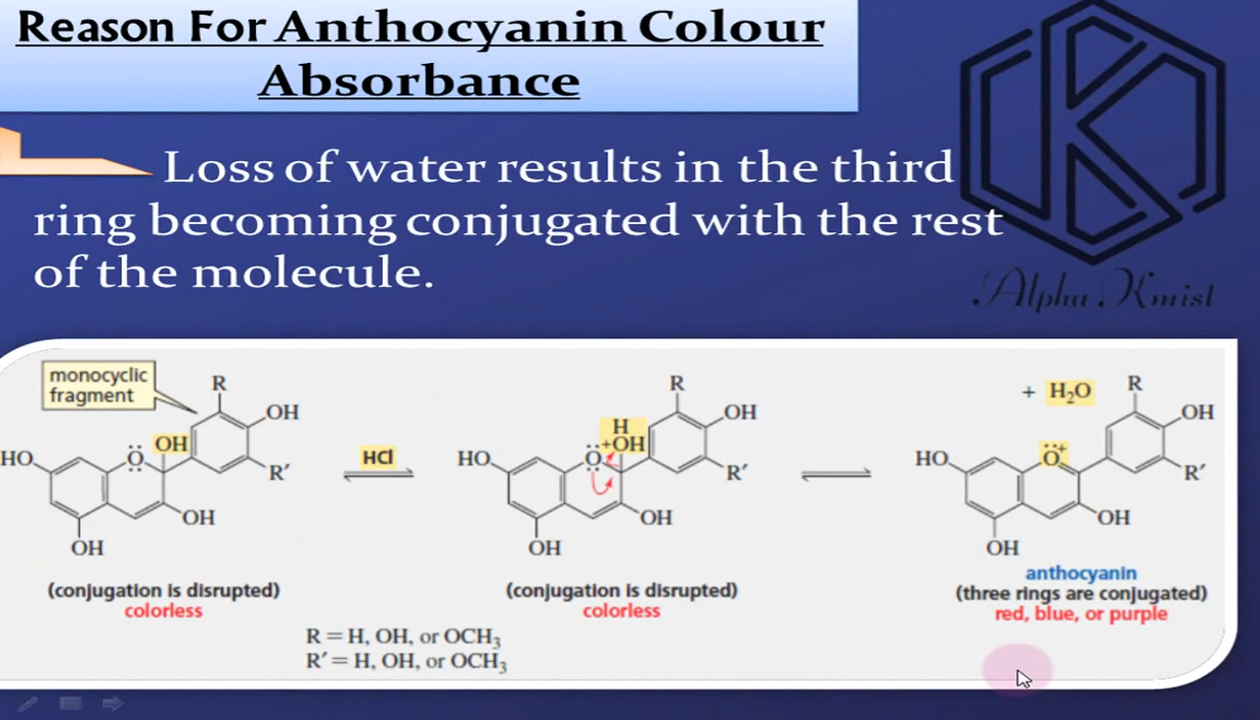 Reason For Anthocyanin Colour
Absorbance
Loss of water results in the third
ring becoming conjugated with the rest
of the molecule.
Alpha Kmist
monocyclic
fragment
R
OH
OH
HO
O
R′
OH
OH
HCl
R
H
+OH
OH
HO
O
R′
OH
OH
+ H₂O
R
OH
HO
O+
R′
OH
OH
(conjugation is disrupted)
colorless
(conjugation is disrupted)
colorless
anthocyanin
(three rings are conjugated)
red, blue, or purple
R = H, OH, or OCH₃
R′ = H, OH, or OCH₃